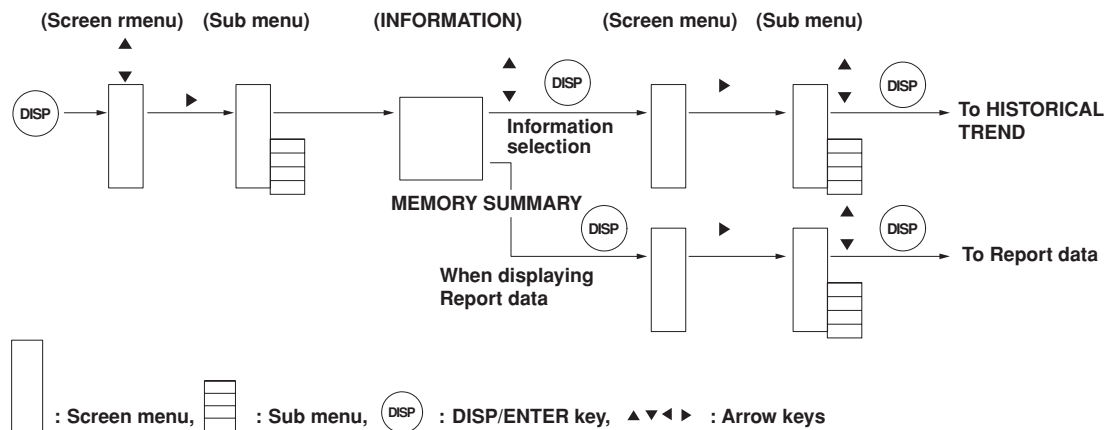 (Screen rmenu) (Sub menu) (INFORMATION) (Screen menu) (Sub menu)
DISP
DISP
DISP
Information
selection
To HISTORICAL
TREND
MEMORY SUMMARY
DISP
DISP
When displaying
Report data
To Report data
: Screen menu, : Sub menu, DISP : DISP/ENTER key, ▲▼◀ ▶ : Arrow keys